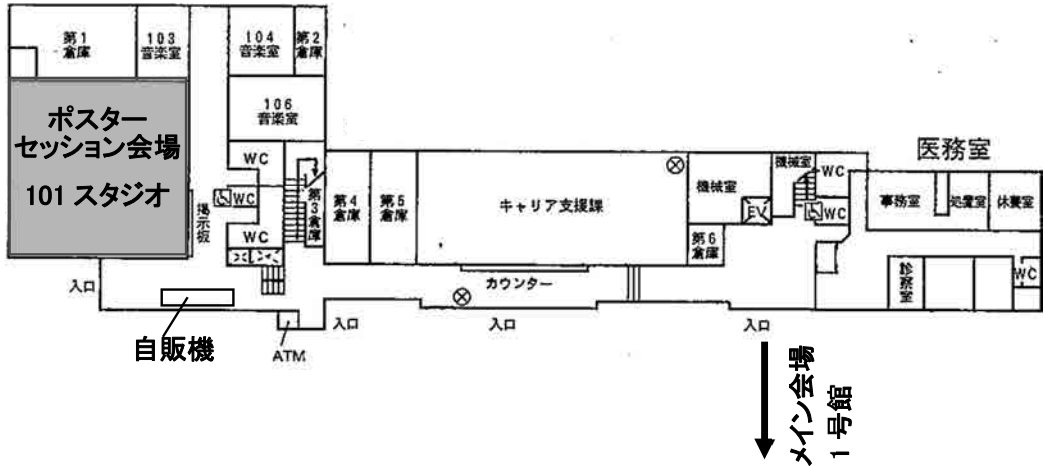 第1
倉庫
103
音楽室
104
音楽室
第2
倉庫
106
音楽室
ポスター
セッション会場
101 スタジオ
WC
WC
WC
掲示板
第3倉庫
第4
倉庫
第5
倉庫
キャリア支援課
機械室
機械室
EV
第6
倉庫
WC
WC
医務室
事務室
処置室
休養室
診察室
WC
カウンター
入口
自販機
ATM
入口
入口
入口
メイン会場
1号館